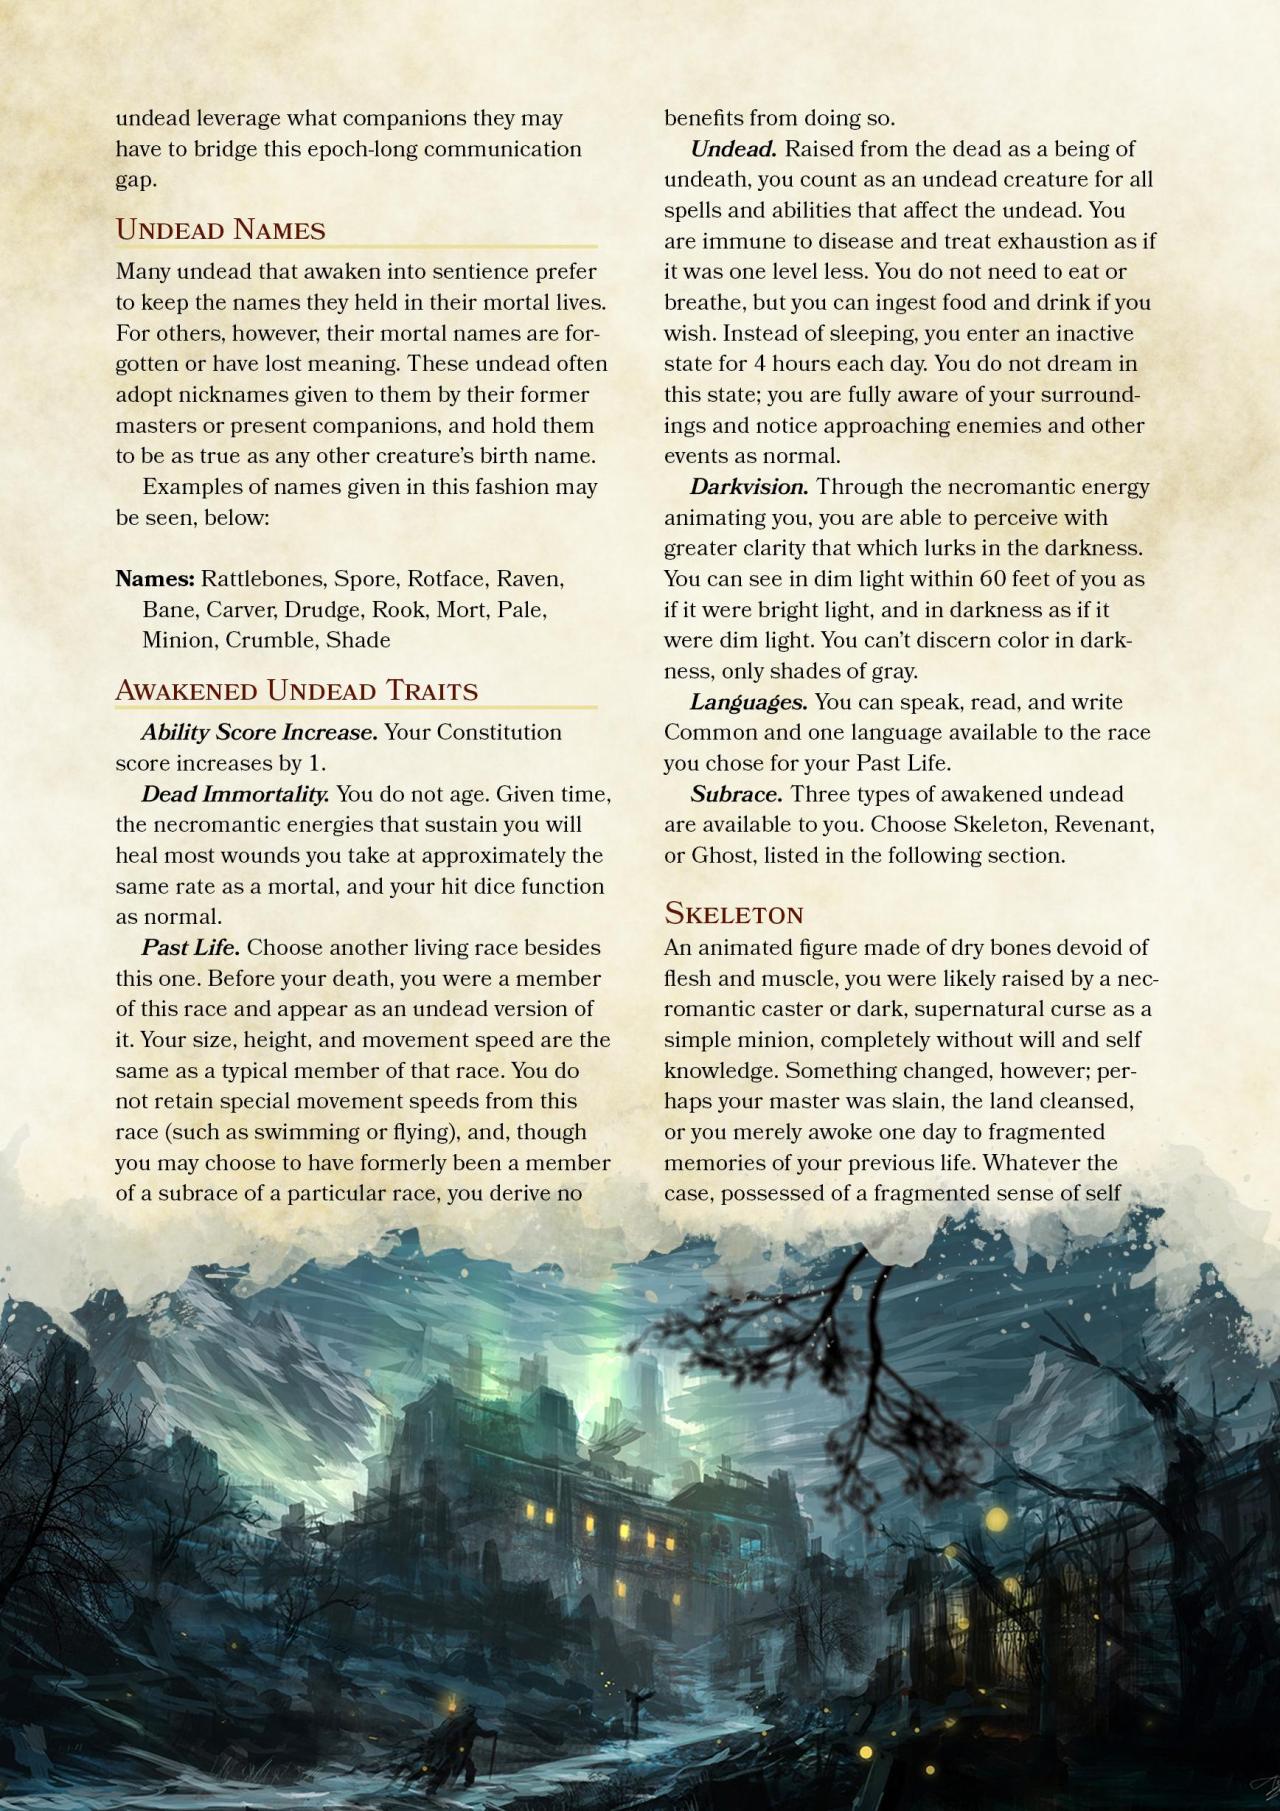 undead leverage what companions they may
have to bridge this epoch-long communication
gap.
Undead Names
Many undead that awaken into sentience prefer
to keep the names they held in their mortal lives.
For others, however, their mortal names are for-
gotten or have lost meaning. These undead often
adopt nicknames given to them by their former
masters or present companions, and hold them
to be as true as any other creature's birth name.
Examples of names given in this fashion may
be seen, below:
Names: Rattlebones, Spore, Rotface, Raven,
Bane, Carver, Drudge, Rook, Mort, Pale,
Minion, Crumble, Shade
Awakened Undead Traits
Ability Score Increase. Your Constitution
score increases by 1.
Dead Immortality. You do not age. Given time,
the necromantic energies that sustain you will
heal most wounds you take at approximately the
same rate as a mortal, and your hit dice function
as normal.
Past Life. Choose another living race besides
this one. Before your death, you were a member
of this race and appear as an undead version of
it. Your size, height, and movement speed are the
same as a typical member of that race. You do
not retain special movement speeds from this
race (such as swimming or flying), and, though
you may choose to have formerly been a member
of a subrace of a particular race, you derive no
benefits from doing so.
Undead. Raised from the dead as a being of
undeath, you count as an undead creature for all
spells and abilities that affect the undead. You
are immune to disease and treat exhaustion as if
it was one level less. You do not need to eat or
breathe, but you can ingest food and drink if you
wish. Instead of sleeping, you enter an inactive
state for 4 hours each day. You do not dream in
this state; you are fully aware of your surround-
ings and notice approaching enemies and other
events as normal.
Darkvision. Through the necromantic energy
animating you, you are able to perceive with
greater clarity that which lurks in the darkness.
You can see in dim light within 60 feet of you as
if it were bright light, and in darkness as if it
were dim light. You can't discern color in dark-
ness, only shades of gray.
Languages. You can speak, read, and write
Common and one language available to the race
you chose for your Past Life.
Subrace. Three types of awakened undead
are available to you. Choose Skeleton, Revenant,
or Ghost, listed in the following section.
Skeleton
An animated figure made of dry bones devoid of
flesh and muscle, you were likely raised by a nec-
romantic caster or dark, supernatural curse as a
simple minion, completely without will and self
knowledge. Something changed, however; per-
haps your master was slain, the land cleansed,
or you merely awoke one day to fragmented
memories of your previous life. Whatever the
case, possessed of a fragmented sense of self